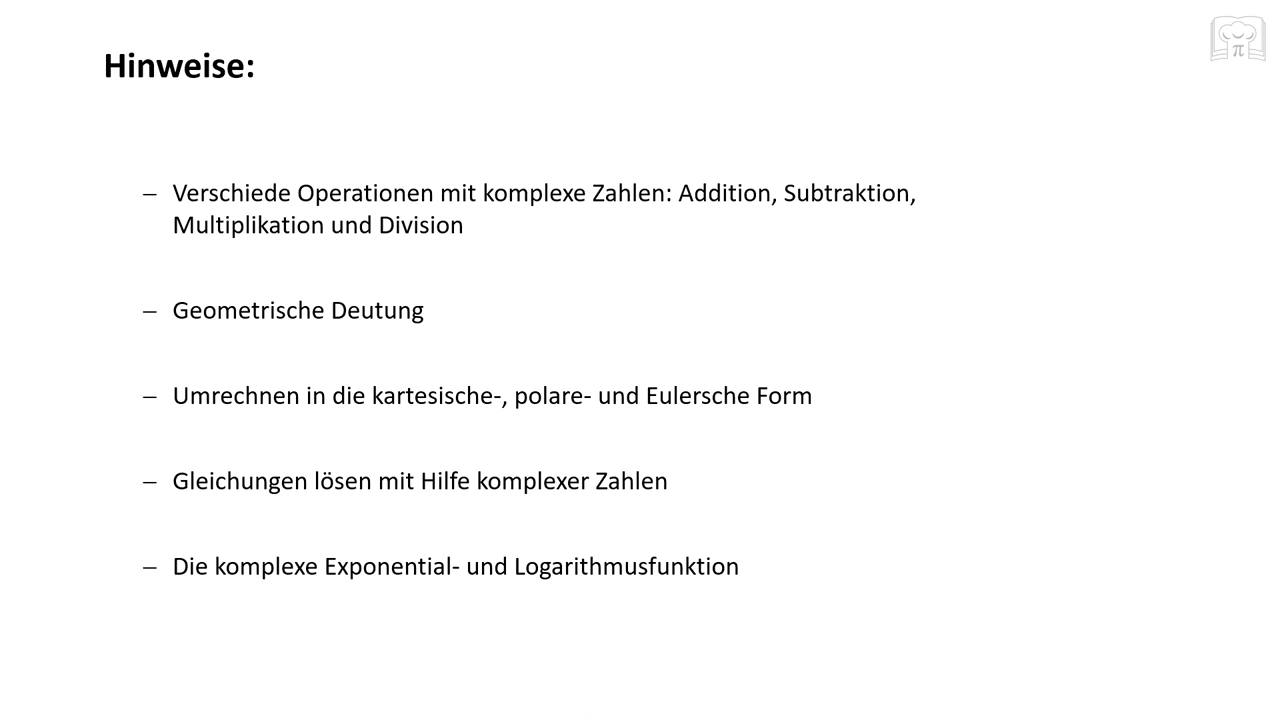 Hinweise:
– Verschiede Operationen mit komplexe Zahlen: Addition, Subtraktion,
Multiplikation und Division
– Geometrische Deutung
– Umrechnen in die kartesische-, polare- und Eulersche Form
– Gleichungen lösen mit Hilfe komplexer Zahlen
– Die komplexe Exponential- und Logarithmusfunktion
π